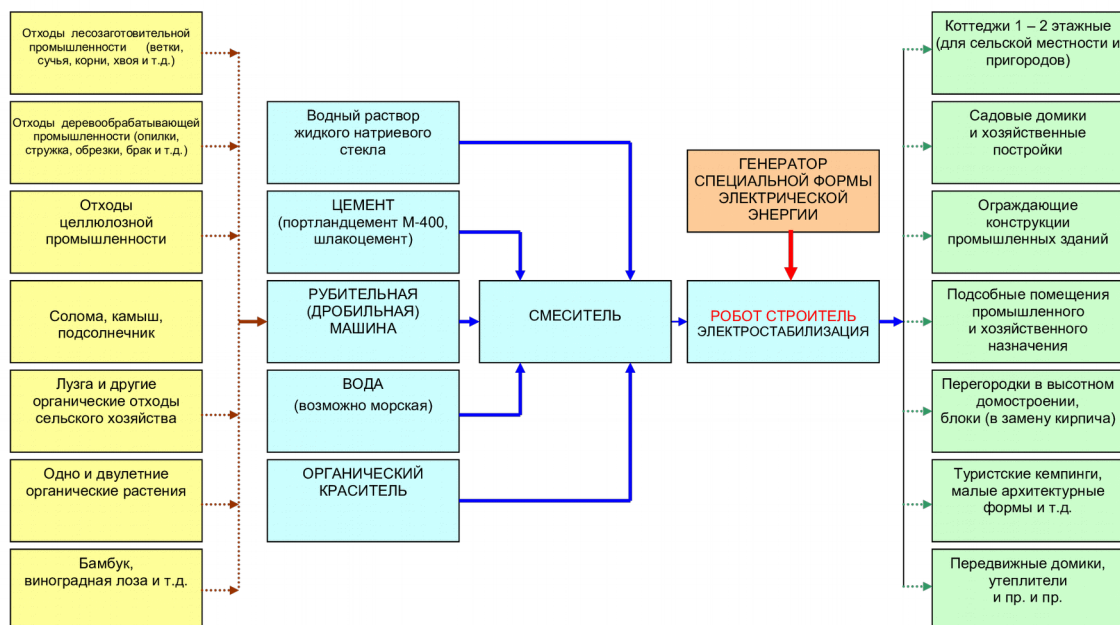 Отходы лесозаготовительной
промышленности (ветки,
сучья, корни, хвоя и т.д.)
Отходы деревообрабатывающей
промышленности (опилки,
стружка, обрезки, брак и т.д.)
Отходы
целлюлозной
промышленности
Солома, камыш,
подсолнечник
Лузга и другие
органические отходы
сельского хозяйства
Одно и двулетние
органические растения
Бамбук,
виноградная лоза и т.д.
Водный раствор
жидкого натриевого
стекла
ЦЕМЕНТ
(портландцемент М-400,
шлакоцемент)
РУБИТЕЛЬНАЯ
(ДРОБИЛЬНАЯ)
МАШИНА
ВОДА
(возможно морская)
ОРГАНИЧЕСКИЙ
КРАСИТЕЛЬ
СМЕСИТЕЛЬ
ГЕНЕРАТОР
СПЕЦИАЛЬНОЙ ФОРМЫ
ЭЛЕКТРИЧЕСКОЙ
ЭНЕРГИИ
РОБОТ СТРОИТЕЛЬ
ЭЛЕКТРОСТАБИЛИЗАЦИЯ
Коттеджи 1 – 2 этажные
(для сельской местности и
пригородов)
Садовые домики
и хозяйственные
постройки
Ограждающие
конструкции
промышленных зданий
Подсобные помещения
промышленного
и хозяйственного
назначения
Перегородки в высотном
домостроении,
блоки (в замену кирпича)
Туристские кемпинги,
малые архитектурные
формы и т.д.
Передвижные домики,
утеплители
и пр. и пр.